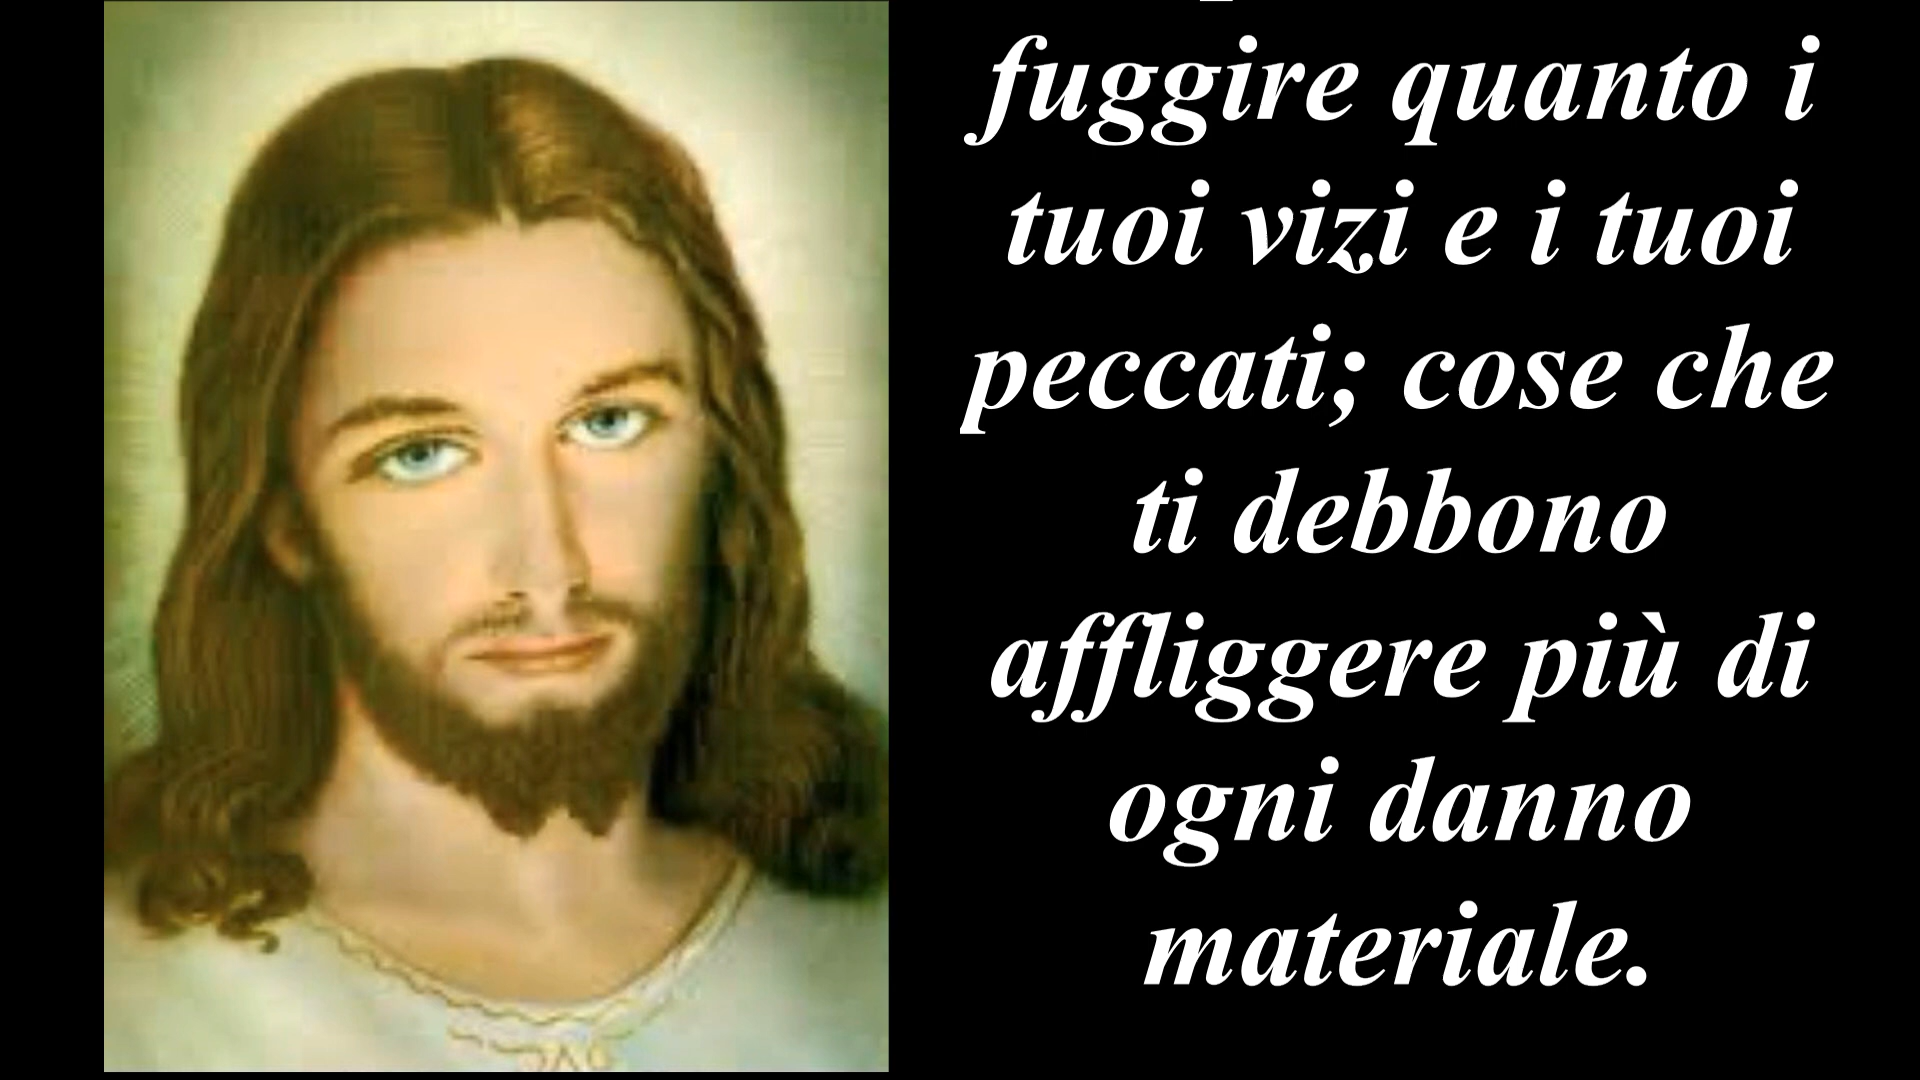 fuggire quanto i
tuoi vizi e i tuoi
peccati; cose che
ti debbono
affliggere più di
ogni danno
materiale.